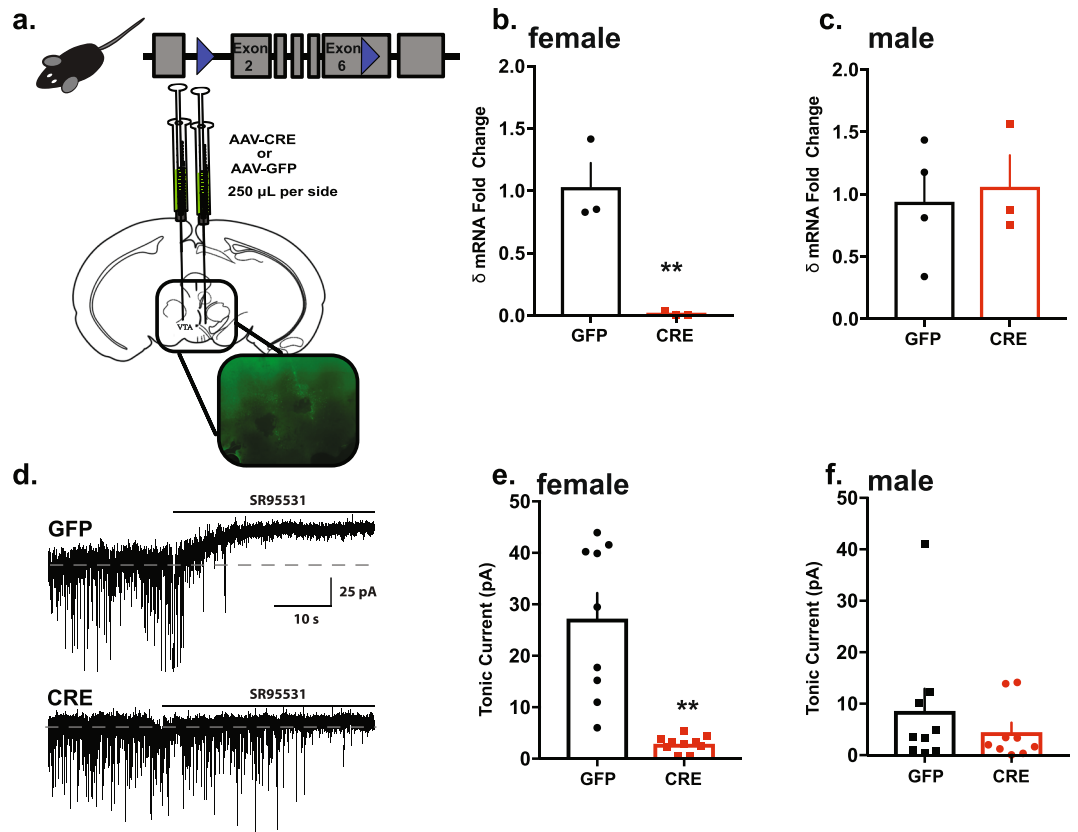 a.
Exon 2
Exon 6
AAV-CRE
or
AAV-GFP
250 µL per side
VTA
b.
female
δ mRNA Fold Change
2.0
1.5
1.0
0.5
0.0
**
GFP
CRE
c.
male
δ mRNA Fold Change
2.0
1.5
1.0
0.5
0.0
GFP
CRE
d.
SR95531
GFP
25 pA
10 s
SR95531
CRE
e.
female
Tonic Current (pA)
50
40
30
20
10
0
**
GFP
CRE
f.
male
Tonic Current (pA)
50
40
30
20
10
0
GFP
CRE